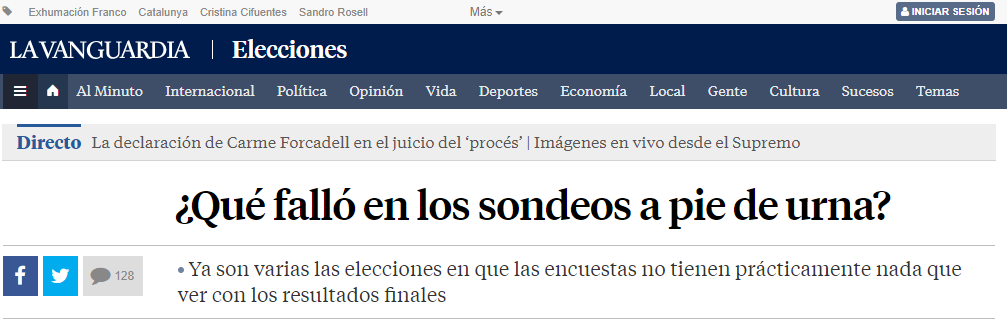 Exhumación Franco Catalunya Cristina Cifuentes Sandro Rosell Más INICIAR SESIÓN
LA VANGUARDIA | Elecciones
Al Minuto Internacional Política Opinión Vida Deportes Economía Local Gente Cultura Sucesos Temas
Directo La declaración de Carme Forcadell en el juicio del ‘procés’ | Imágenes en vivo desde el Supremo
¿Qué falló en los sondeos a pie de urna?
128
• Ya son varias las elecciones en que las encuestas no tienen prácticamente nada que
ver con los resultados finales